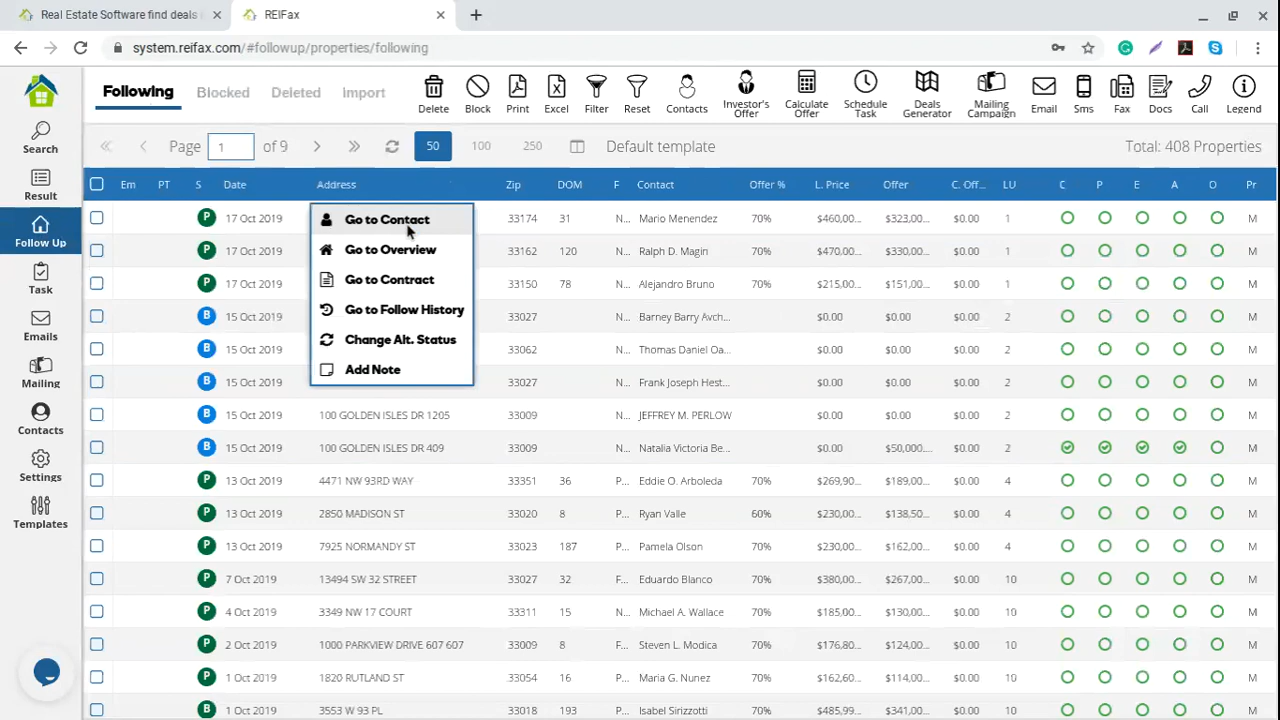 Real Estate Software find deals
REIFax
system.reifax.com/#followup/properties/following
Following Blocked Deleted Import
Delete Block Print Excel Filter Reset Contacts Investor's Offer Calculate Offer Schedule Task Deals Generator Mailing Campaign Email Sms Fax Docs Call Legend
Page 1 of 9 50 100 250 Default template Total: 408 Properties
Search
Result
Follow Up
Task
Emails
Mailing
Contacts
Settings
Templates
Em PT S Date Address Zip DOM F Contact Offer % L. Price Offer C. Off... LU C P E A O Pr
P 17 Oct 2019 33174 31 N... Mario Menendez 70% $460,00... $323,00... $0.00 1 M
P 17 Oct 2019 33162 120 N... Ralph D. Magin 70% $470,00... $330,00... $0.00 1 M
P 17 Oct 2019 33150 78 N... Alejandro Bruno 70% $215,00... $151,00... $0.00 1 M
B 15 Oct 2019 33027 N... Barney Barry Avch... $0.00 $0.00 $0.00 2 M
B 15 Oct 2019 33062 N... Thomas Daniel Oa... $0.00 $0.00 $0.00 2 M
B 15 Oct 2019 33027 N... Frank Joseph Hest... $0.00 $0.00 $0.00 2 M
B 15 Oct 2019 100 GOLDEN ISLES DR 1205 33009 N... JEFFREY M. PERLOW $0.00 $0.00 $0.00 2 M
B 15 Oct 2019 100 GOLDEN ISLES DR 409 33009 N... Natalia Victoria Be... $0.00 $50,000.... $0.00 2 M
P 13 Oct 2019 4471 NW 93RD WAY 33351 36 P... Eddie O. Arboleda 70% $269,90... $189,00... $0.00 4 M
P 13 Oct 2019 2850 MADISON ST 33020 8 P... Ryan Valle 60% $230,00... $138,50... $0.00 4 M
P 13 Oct 2019 7925 NORMANDY ST 33023 187 P... Pamela Olson 70% $230,00... $162,00... $0.00 4 M
P 7 Oct 2019 13494 SW 32 STREET 33027 32 F... Eduardo Blanco 70% $380,00... $267,00... $0.00 10 M
P 4 Oct 2019 3349 NW 17 COURT 33311 15 P... Michael A. Wallace 70% $185,00... $130,00... $0.00 10 M
P 2 Oct 2019 1000 PARKVIEW DRIVE 607 607 33009 8 F... Steven L. Modica 70% $176,80... $124,00... $0.00 10 M
P 1 Oct 2019 1820 RUTLAND ST 33054 16 P... Maria G. Nunez 70% $162,60... $114,00... $0.00 10 M
B 1 Oct 2019 3553 W 93 PL 33018 193 P... Isabel Sirizzotti 70% $485,99... $341,00... $0.00 10 M
Go to Contact
Go to Overview
Go to Contract
Go to Follow History
Change Alt. Status
Add Note